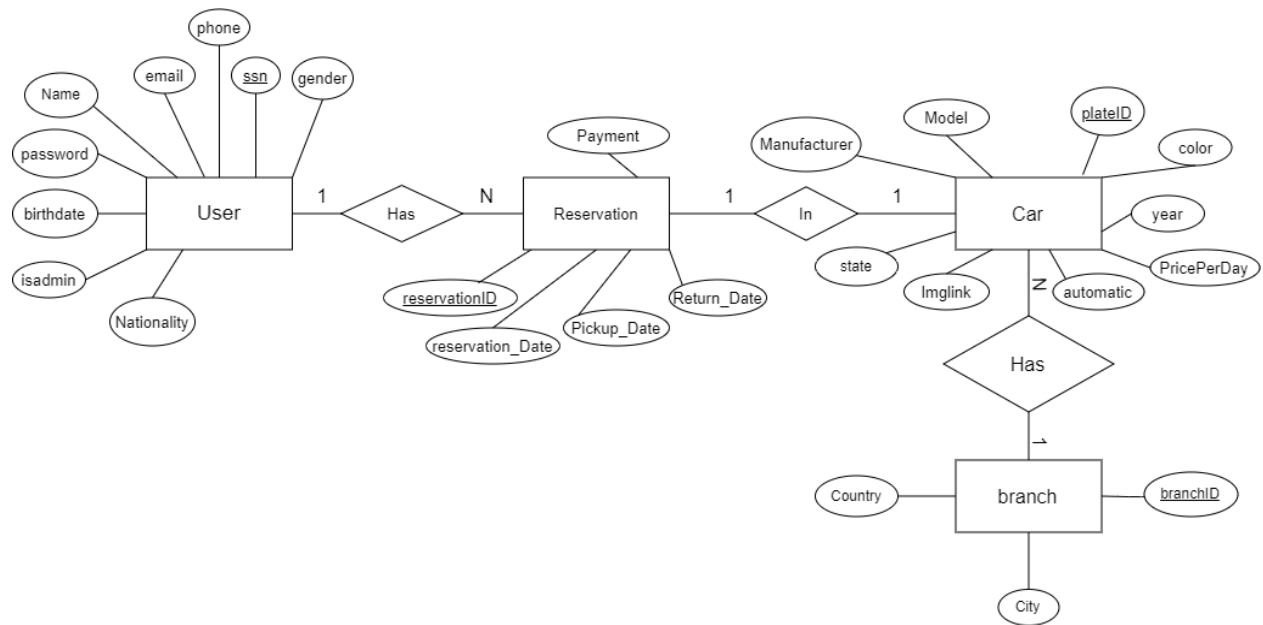 phone
email
ssn
gender
Name
password
birthdate
isadmin
Nationality
User
1
Has
N
Payment
Reservation
reservationID
reservation_Date
Pickup_Date
Return_Date
1
In
1
Manufacturer
Model
plateID
color
Car
year
PricePerDay
state
Imglink
automatic
N
Has
1
Country
branch
branchID
City